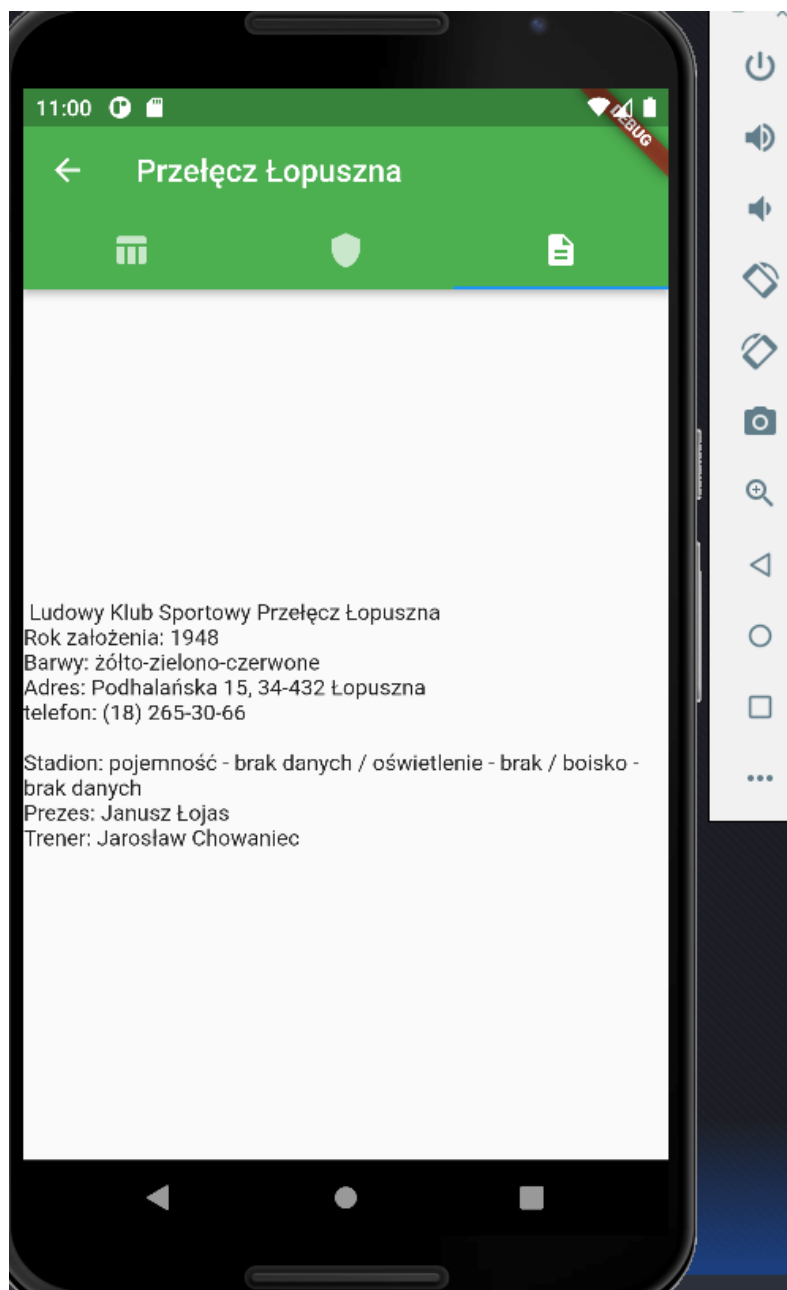 11:00
DEBUG
Przełęcz Łopuszna
Ludowy Klub Sportowy Przełęcz Łopuszna
Rok założenia: 1948
Barwy: żółto-zielono-czerwone
Adres: Podhalańska 15, 34-432 Łopuszna
telefon: (18) 265-30-66
Stadion: pojemność - brak danych / oświetlenie - brak / boisko -
brak danych
Prezes: Janusz Łojas
Trener: Jarosław Chowaniec